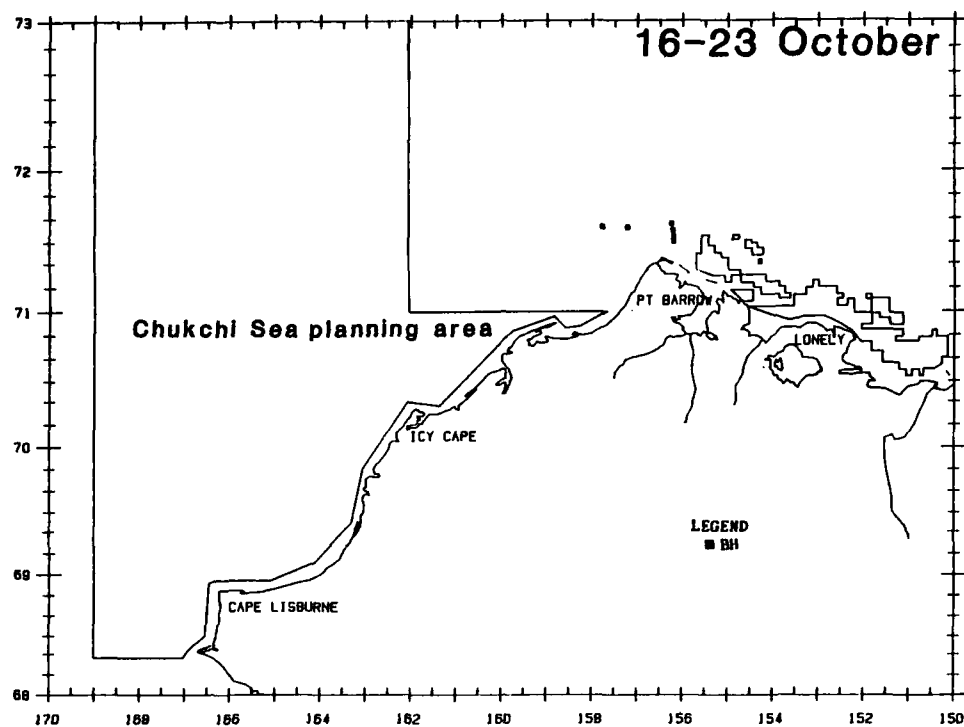 73
16-23 October
72
71
PT BARROW
Chukchi Sea planning area
LONELY
70
ICY CAPE
LEGEND
BH
69
CAPE LISBURNE
68
170 168 166 164 162 160 158 156 154 152 150